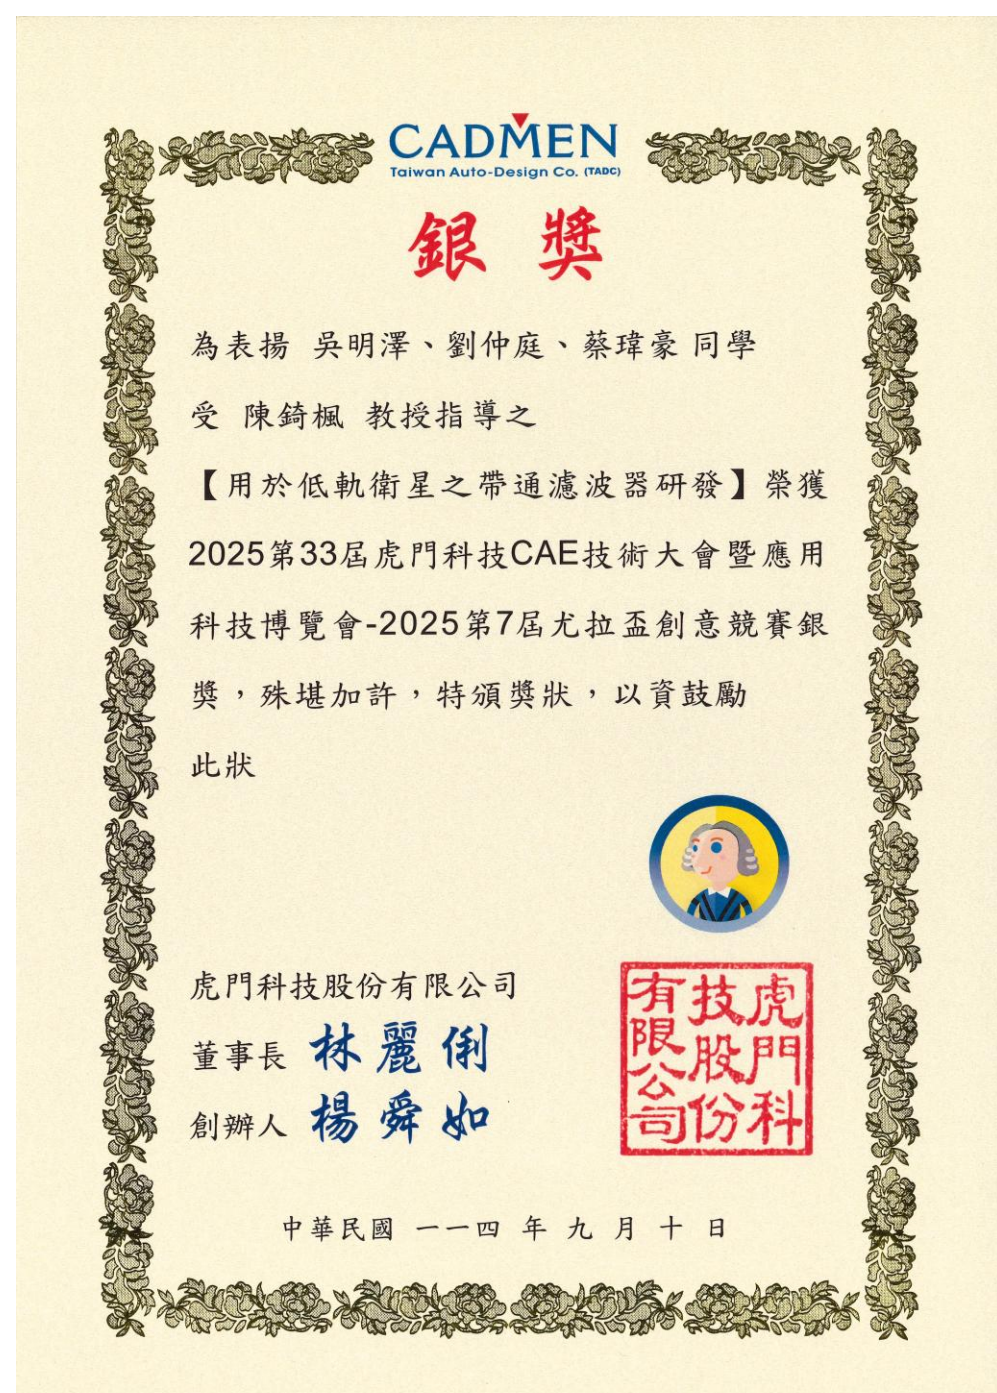 CADMEN
Taiwan Auto-Design Co. (TADC)
銀獎
為表揚 吳明澤、劉仲庭、蔡瑋豪 同學
受 陳錡楓 教授指導之
【用於低軌衛星之帶通濾波器研發】榮獲
2025第33屆虎門科技CAE技術大會暨應用
科技博覽會-2025第7屆尤拉盃創意競賽銀
獎，殊堪加許，特頒獎狀，以資鼓勵
此狀
虎門科技股份有限公司
董事長 林麗俐
創辦人 楊舜如
虎門科
技股份
有限公司
中華民國 一一四 年 九 月 十 日